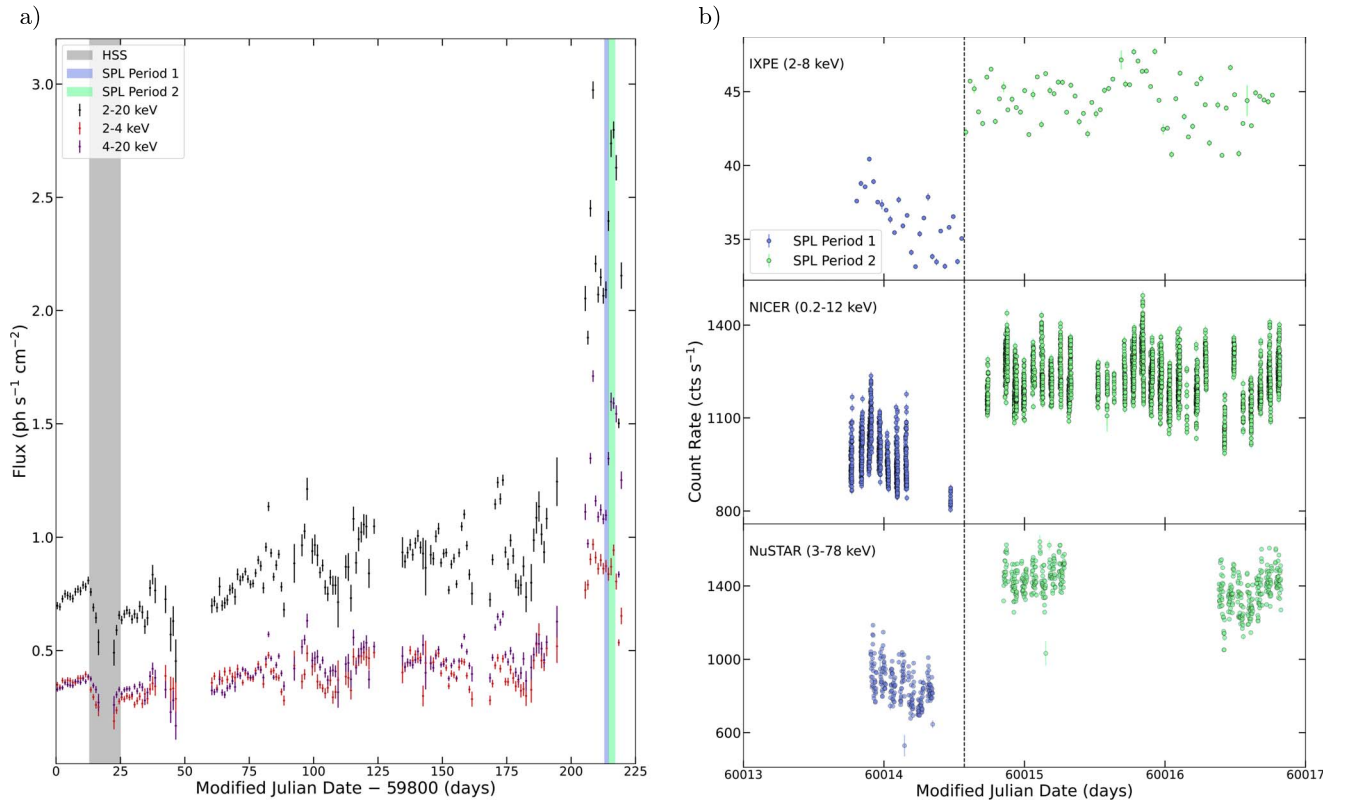 a)
HSS
SPL Period 1
SPL Period 2
2-20 keV
2-4 keV
4-20 keV
3.0
2.5
2.0
1.5
1.0
0.5
Flux (ph s⁻¹ cm⁻²)
0 25 50 75 100 125 150 175 200 225
Modified Julian Date − 59800 (days)
b)
IXPE (2-8 keV)
45
40
35
SPL Period 1
SPL Period 2
NICER (0.2-12 keV)
1400
1100
800
Count Rate (cts s⁻¹)
NuSTAR (3-78 keV)
1400
1000
600
60013 60014 60015 60016 60017
Modified Julian Date (days)